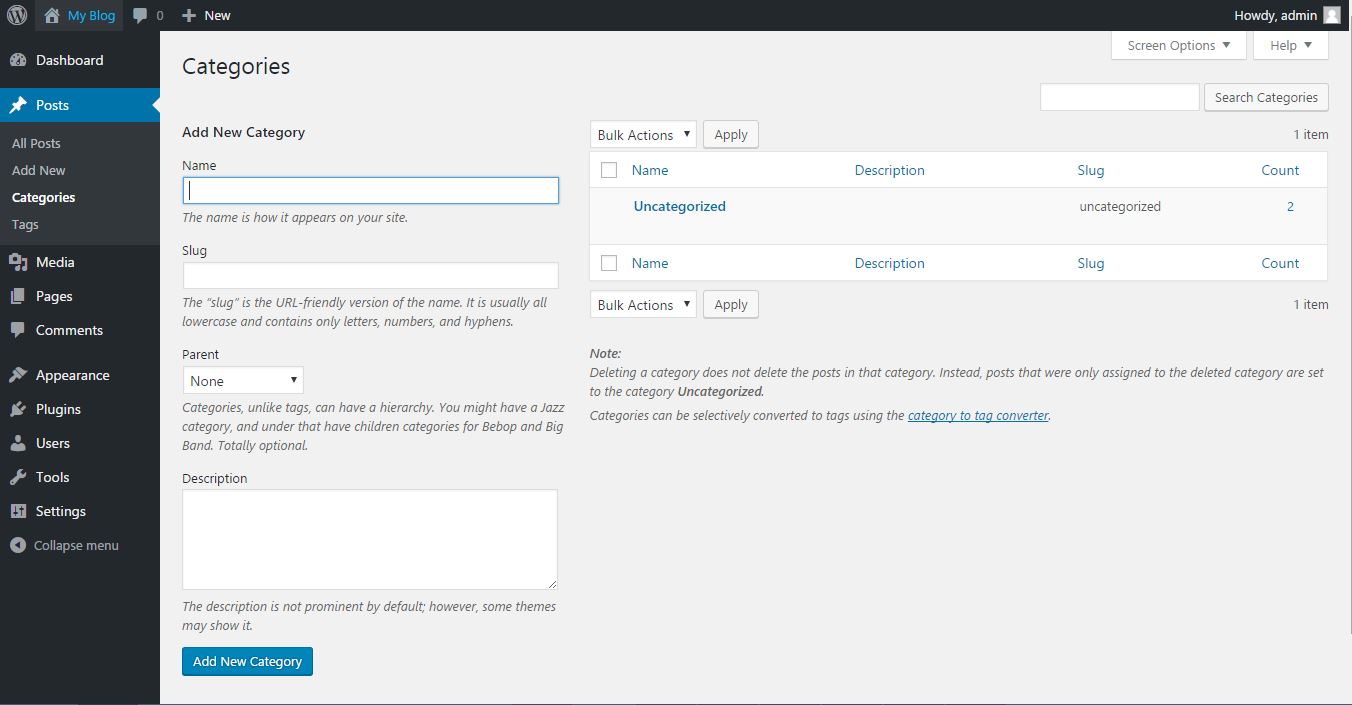 My Blog 0 New Howdy, admin
Dashboard
Posts
All Posts
Add New
Categories
Tags
Media
Pages
Comments
Appearance
Plugins
Users
Tools
Settings
Collapse menu
Screen Options Help
Categories
Search Categories
Add New Category
Name
The name is how it appears on your site.
Slug
The “slug” is the URL-friendly version of the name. It is usually all
lowercase and contains only letters, numbers, and hyphens.
Parent
None
Categories, unlike tags, can have a hierarchy. You might have a Jazz
category, and under that have children categories for Bebop and Big
Band. Totally optional.
Description
The description is not prominent by default; however, some themes
may show it.
Add New Category
Bulk Actions Apply 1 item
Name Description Slug Count
Uncategorized uncategorized 2
Name Description Slug Count
Bulk Actions Apply 1 item
Note:
Deleting a category does not delete the posts in that category. Instead, posts that were only assigned to the deleted category are set
to the category Uncategorized.
Categories can be selectively converted to tags using the category to tag converter.